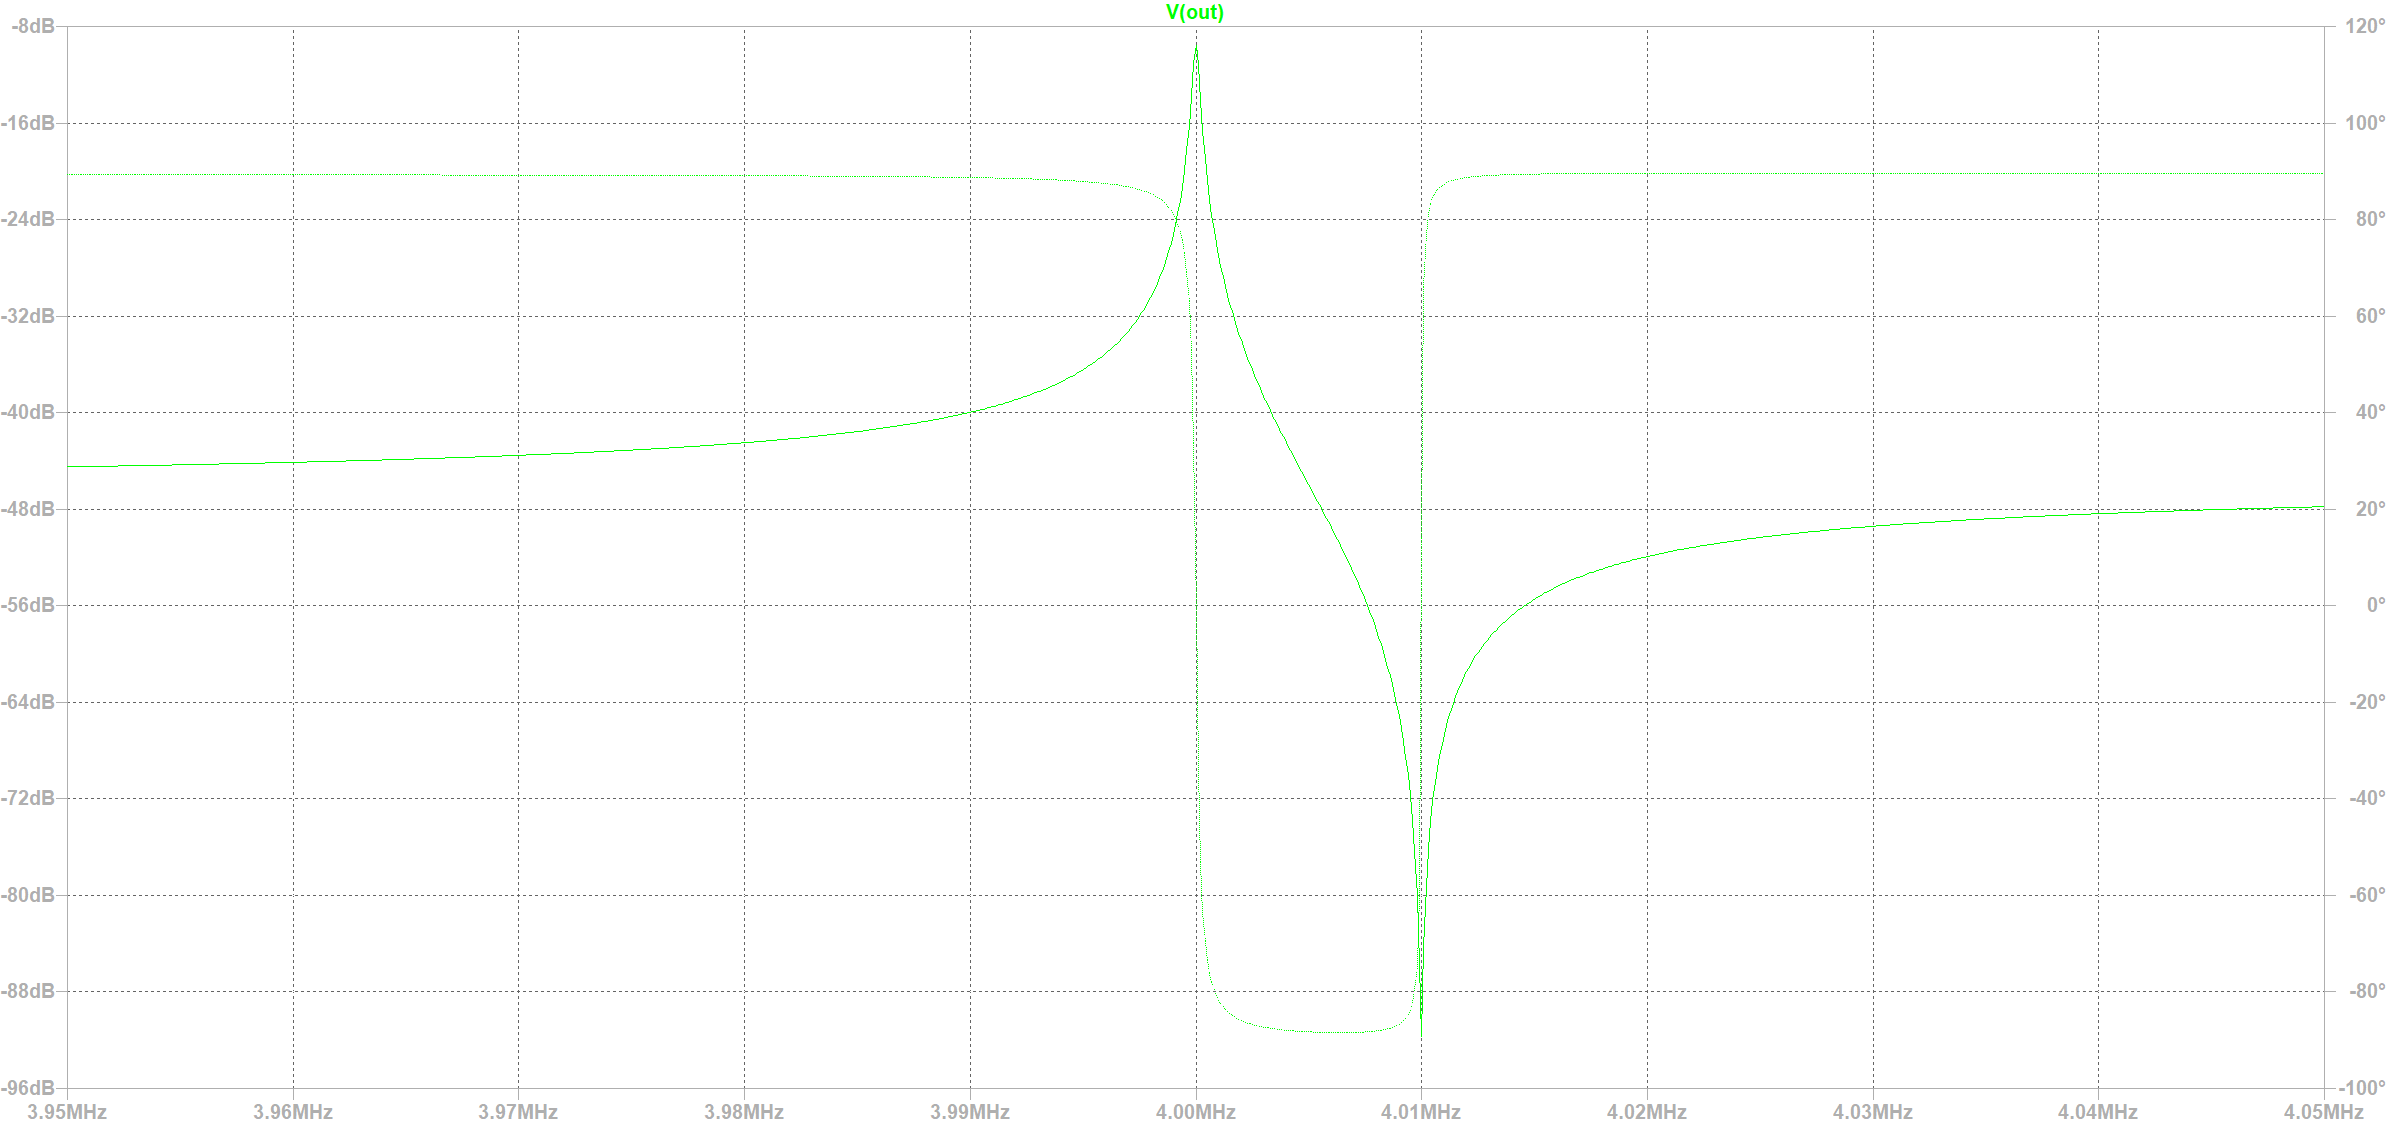 V(out)
-8dB
120°
-16dB
100°
-24dB
80°
-32dB
60°
-40dB
40°
-48dB
20°
-56dB
0°
-64dB
-20°
-72dB
-40°
-80dB
-60°
-88dB
-80°
-96dB
-100°
3.95MHz 3.96MHz 3.97MHz 3.98MHz 3.99MHz 4.00MHz 4.01MHz 4.02MHz 4.03MHz 4.04MHz 4.05MHz